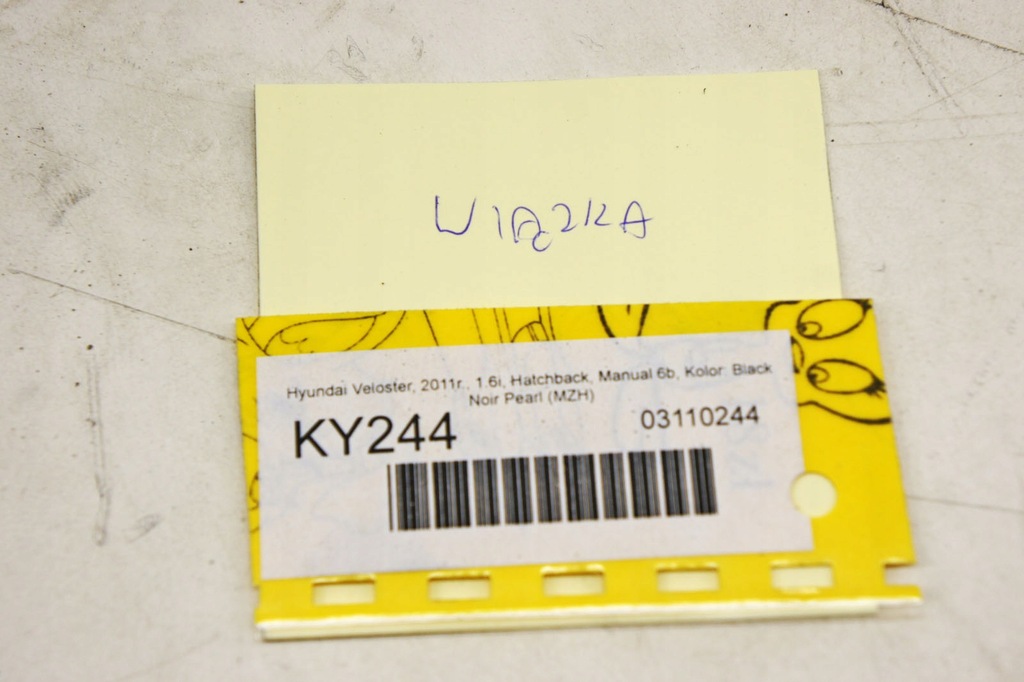 WIĄZKA
Hyundai Veloster, 2011r., 1.6i, Hatchback, Manual 6b, Kolor: Black
Noir Pearl (MZH)
KY244
03110244